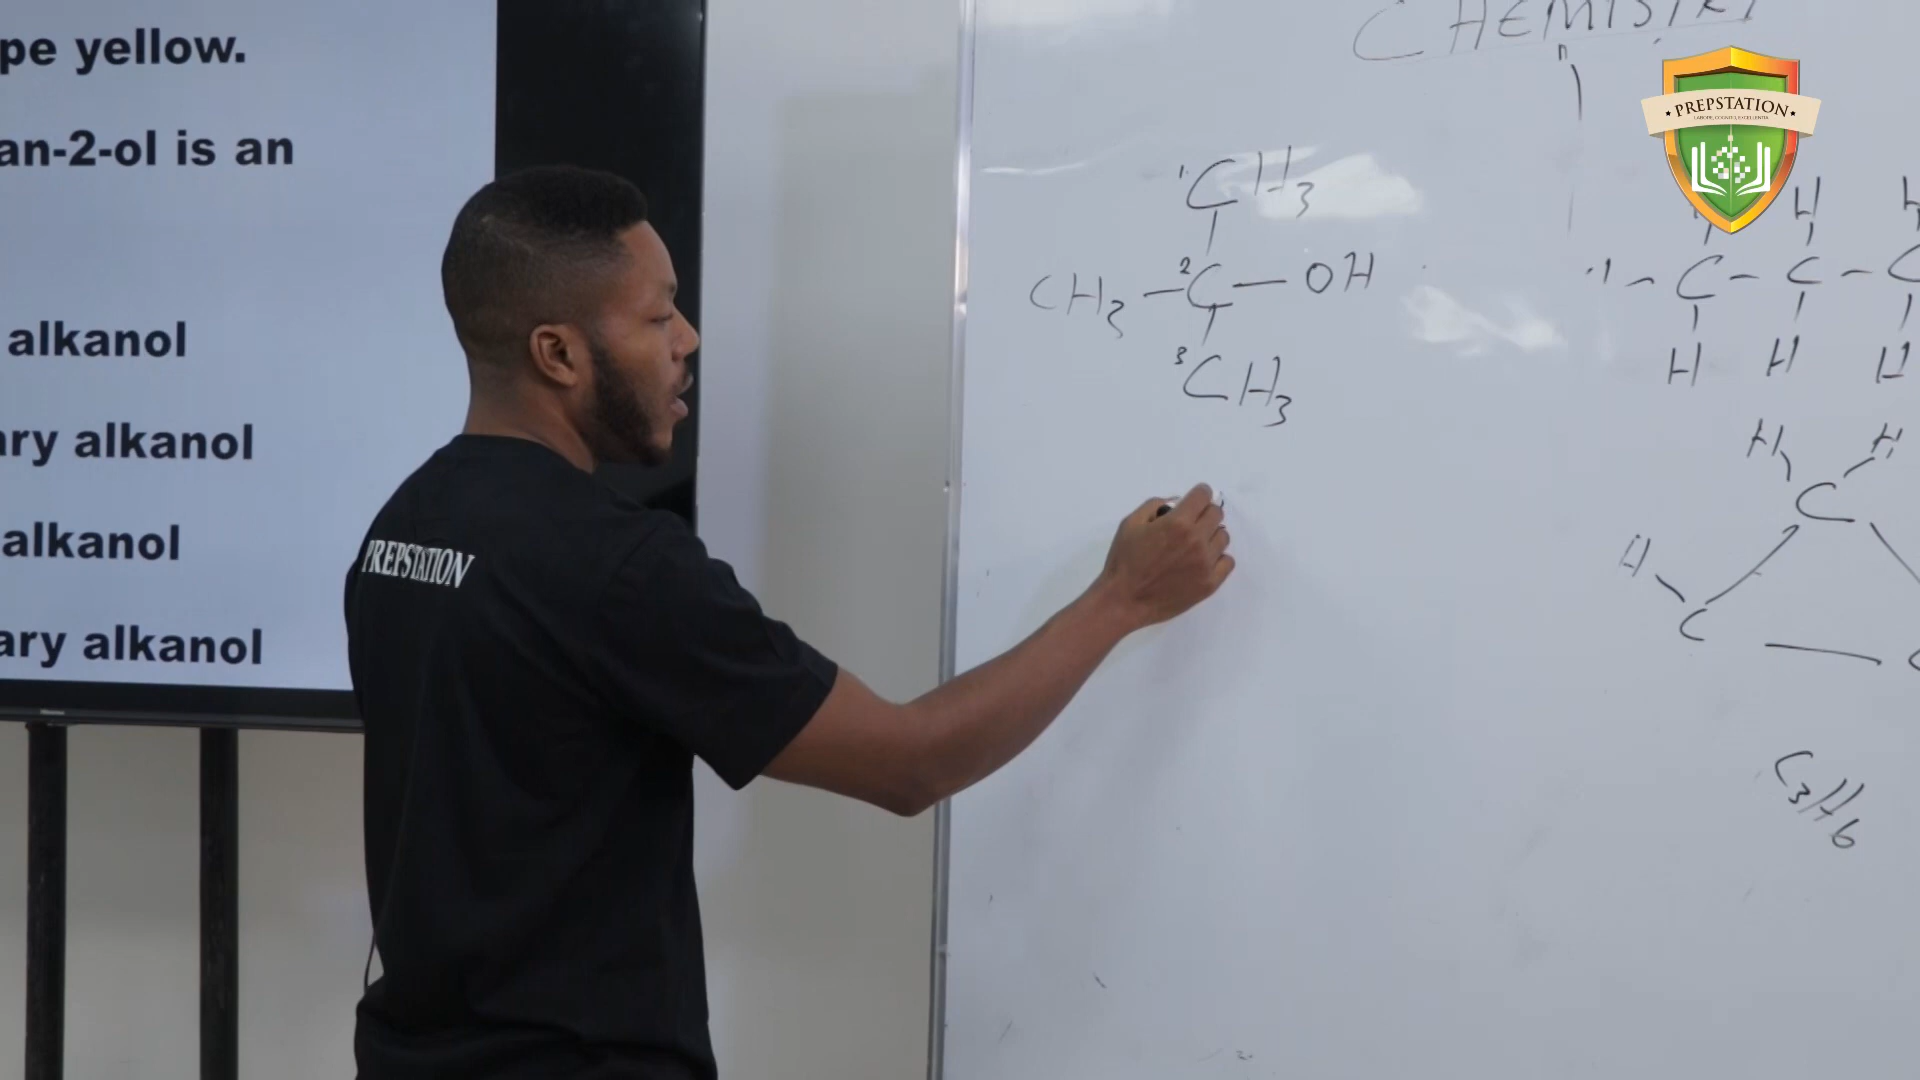 pe yellow.
an-2-ol is an
alkanol
ary alkanol
alkanol
ary alkanol
PREPSTATION
CHEMISTRY
PREPSTATION
1CH3
CH3-2C-OH
3CH3
H
C-C-C
H H H
H H
C
H
C
C3H6